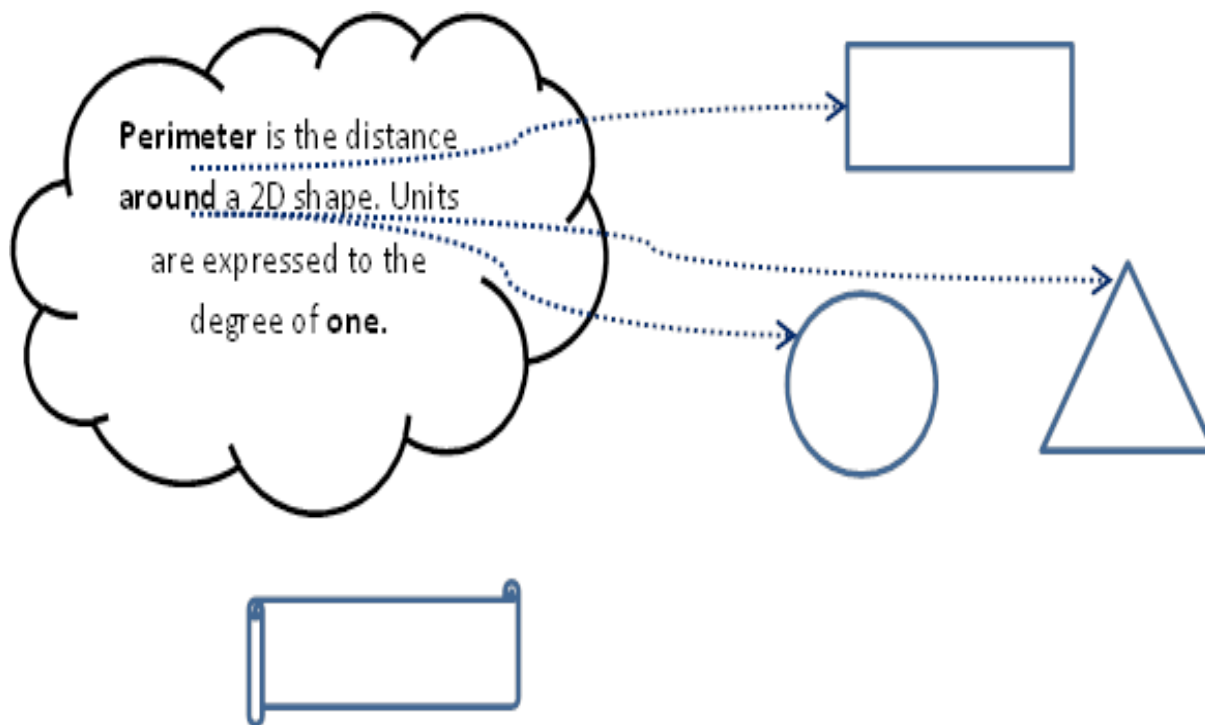 Perimeter is the distance
around a 2D shape. Units
are expressed to the
degree of one.